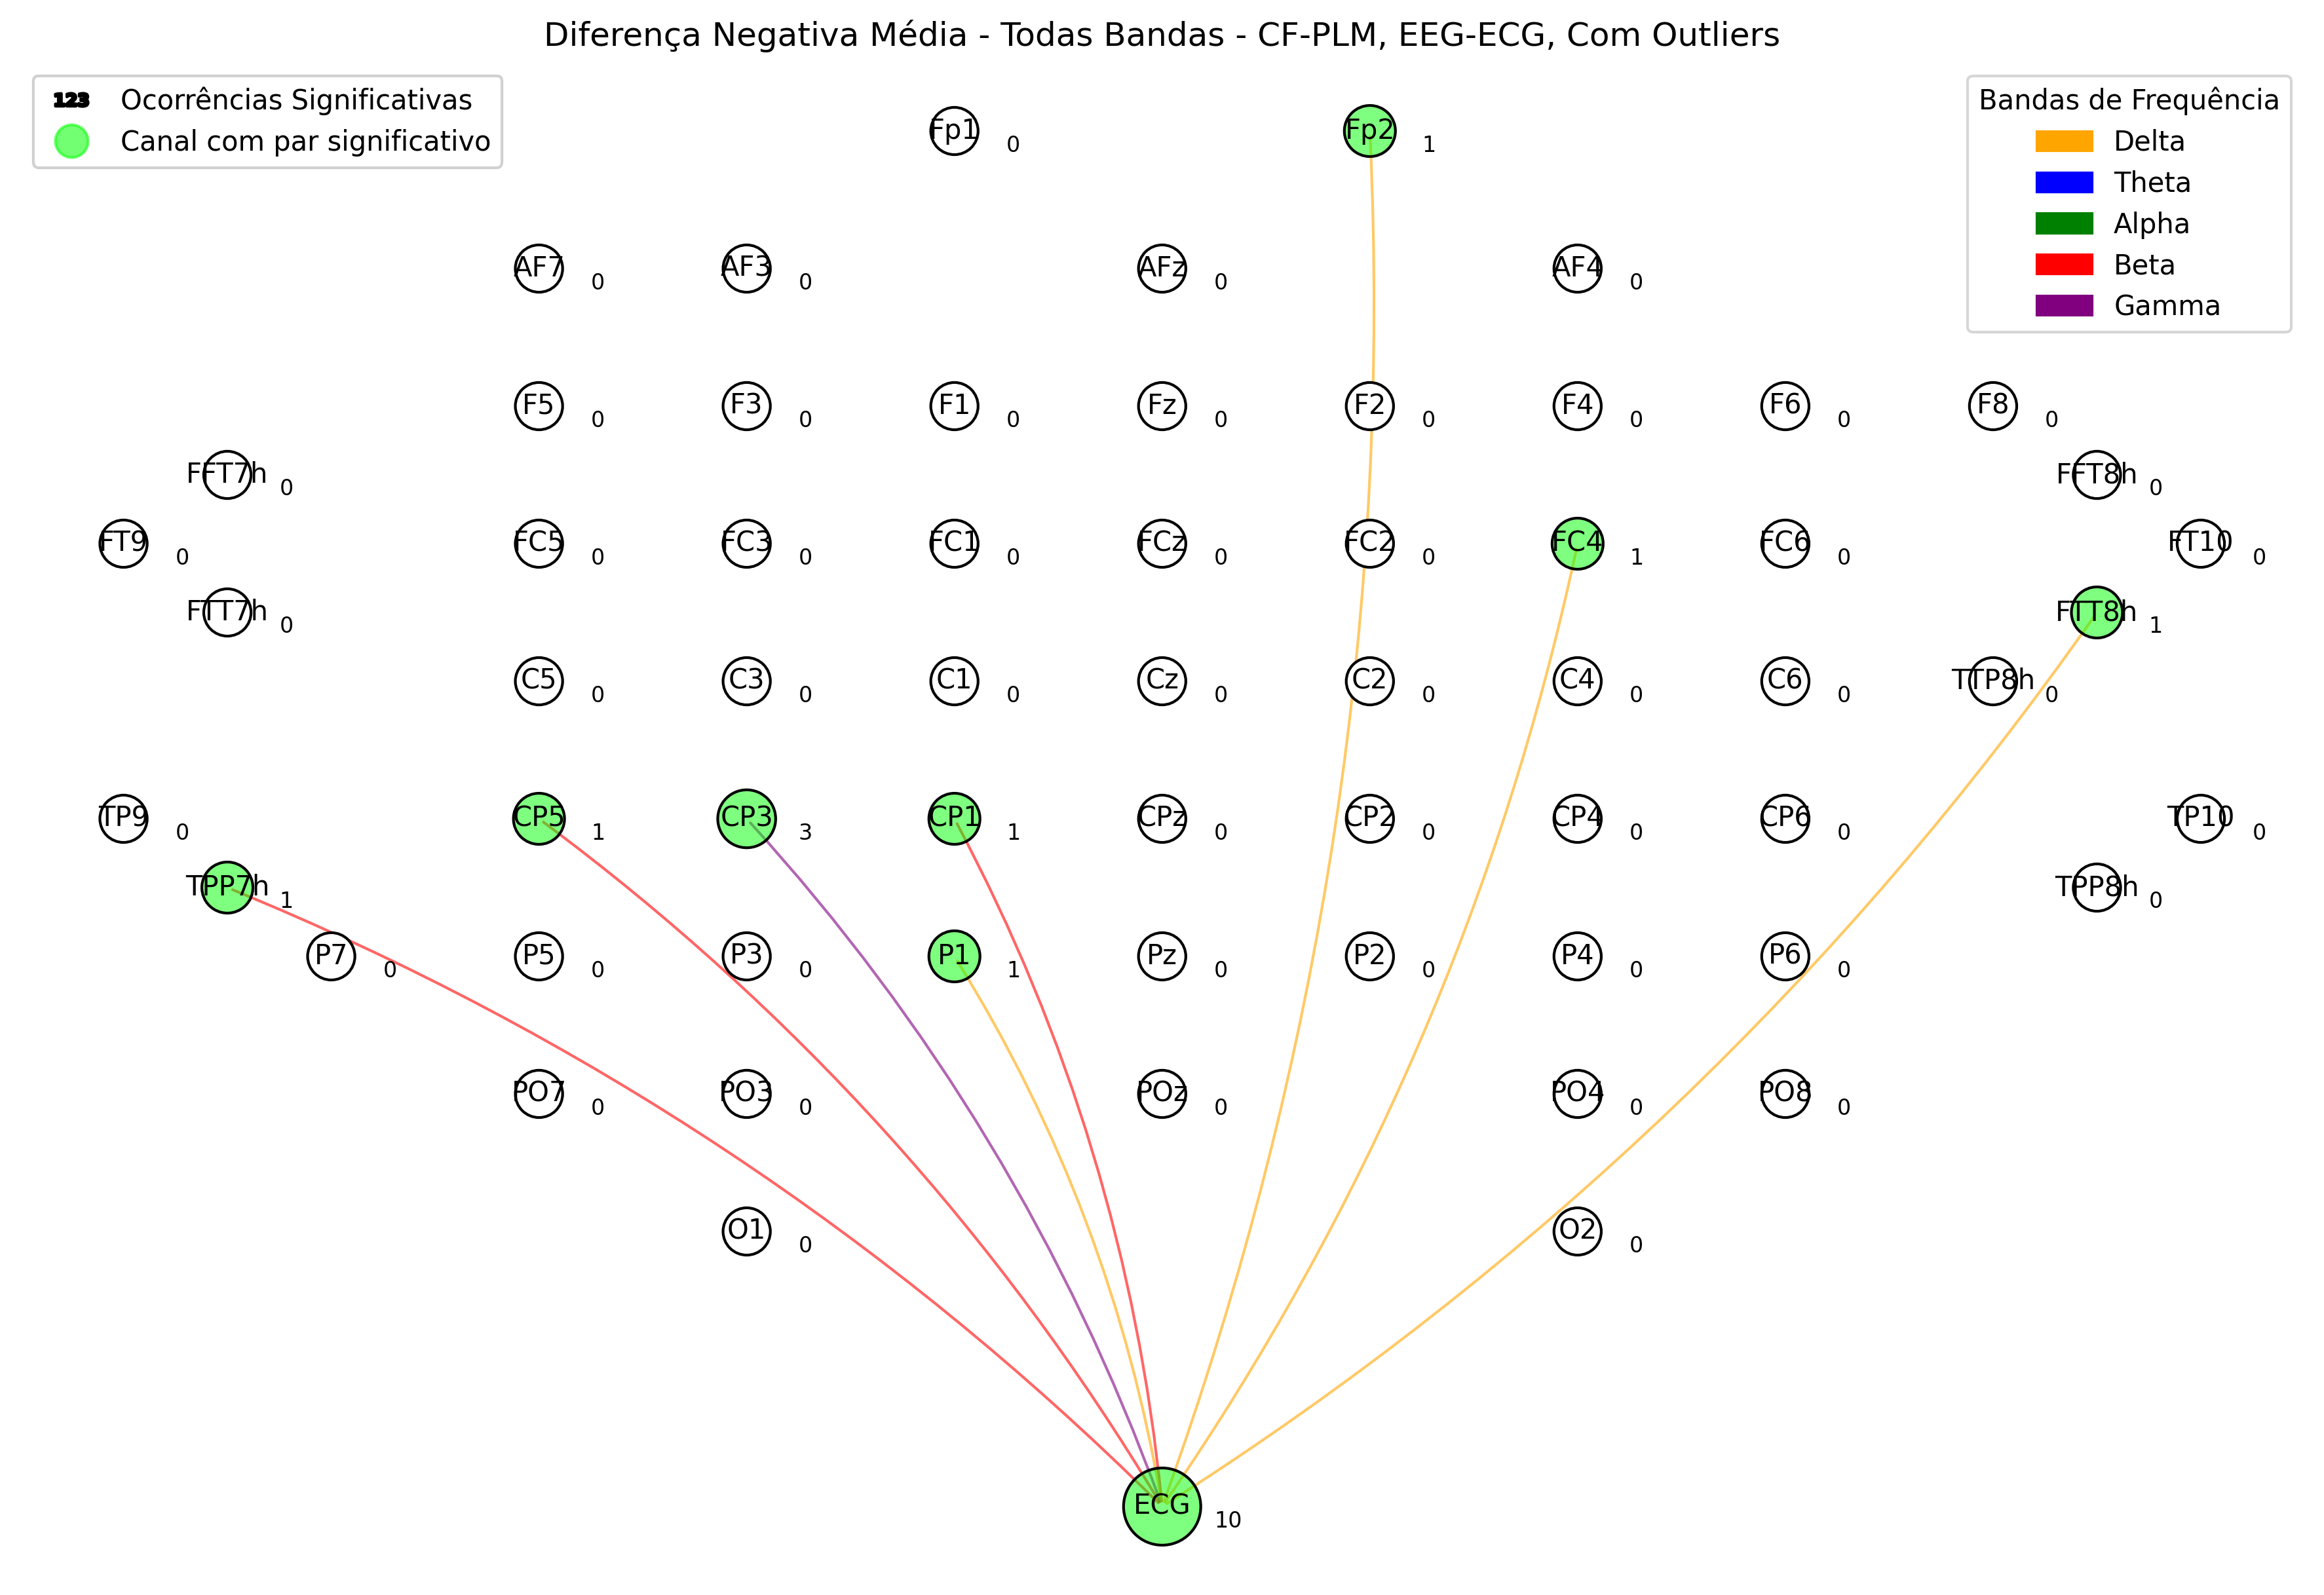 Diferença Negativa Média - Todas Bandas - CF-PLM, EEG-ECG, Com Outliers
123 Ocorrências Significativas
Canal com par significativo
Bandas de Frequência
Delta
Theta
Alpha
Beta
Gamma
Fp1 0 Fp2 1
AF7 0 AF3 0 AFz 0 AF4 0
F5 0 F3 0 F1 0 Fz 0 F2 0 F4 0 F6 0 F8 0
FFT7h 0 FFT8h 0
FT9 0 FC5 0 FC3 0 FC1 0 FCz 0 FC2 0 FC4 1 FC6 0 FT10 0
FTT7h 0 FTT8h 1
C5 0 C3 0 C1 0 Cz 0 C2 0 C4 0 C6 0 TTP8h 0
TP9 0 CP5 1 CP3 3 CP1 1 CPz 0 CP2 0 CP4 0 CP6 0 TP10 0
TPP7h 1 TPP8h 0
P7 0 P5 0 P3 0 P1 1 Pz 0 P2 0 P4 0 P6 0
PO7 0 PO3 0 POz 0 PO4 0 PO8 0
O1 0 O2 0
ECG 10